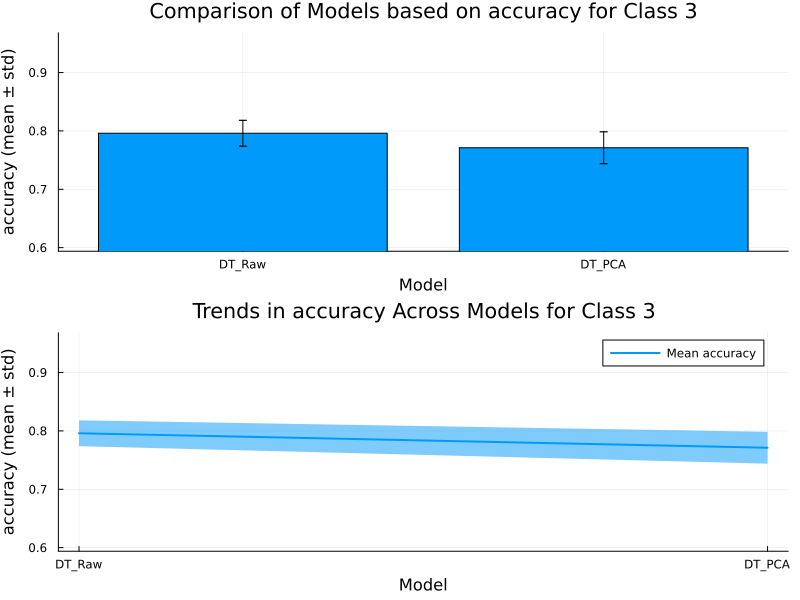 Comparison of Models based on accuracy for Class 3
accuracy (mean ± std)
0.9
0.8
0.7
0.6
DT_Raw
DT_PCA
Model
Trends in accuracy Across Models for Class 3
accuracy (mean ± std)
Mean accuracy
0.9
0.8
0.7
0.6
DT_Raw
DT_PCA
Model